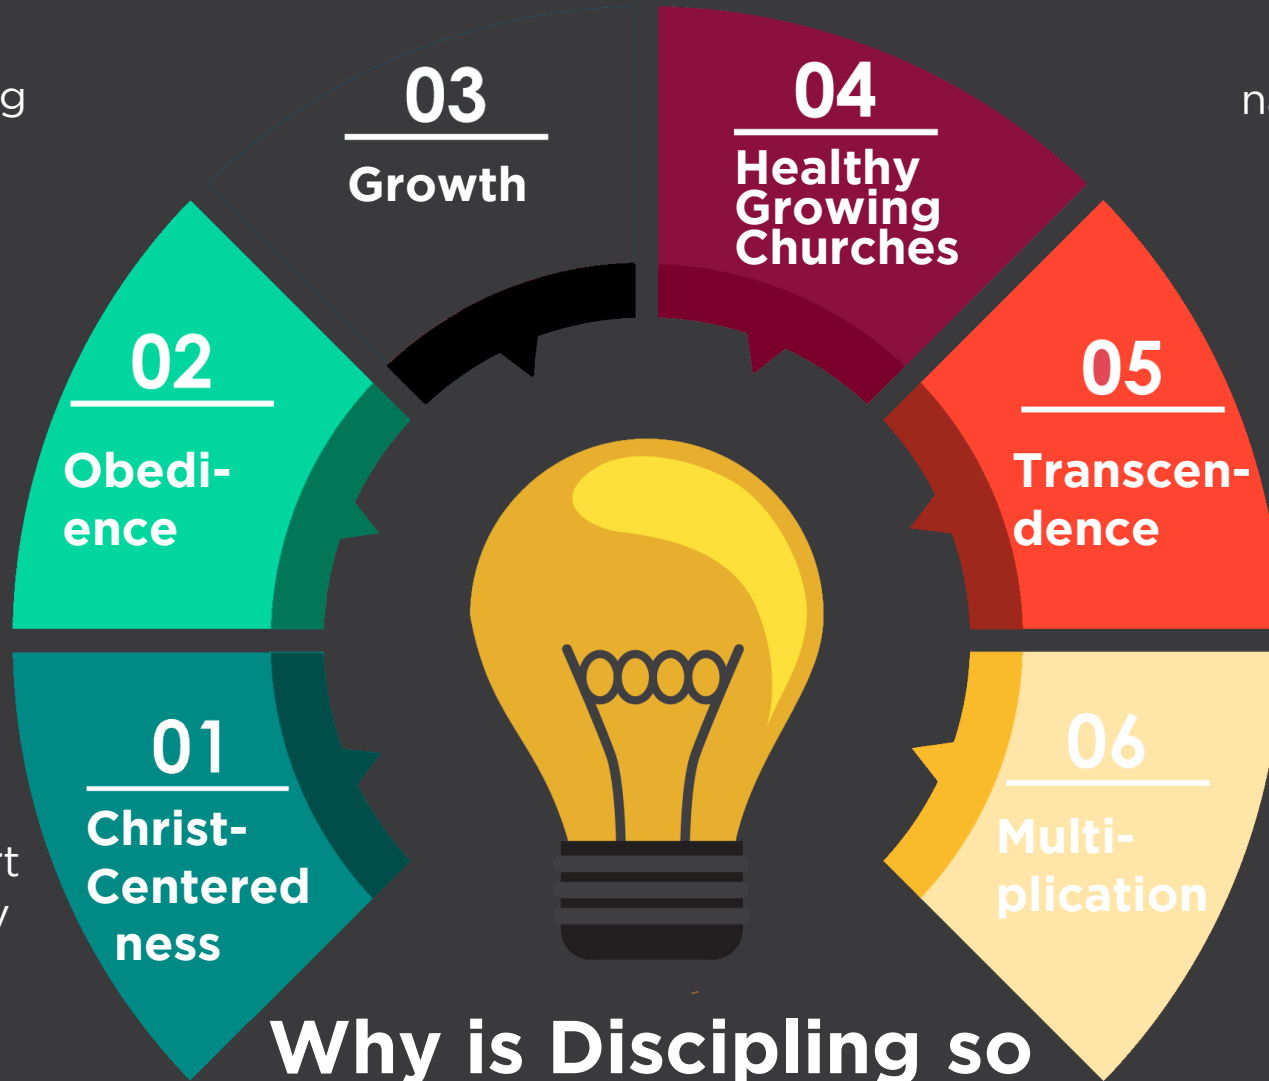 03
Growth
04
Healthy
Growing
Churches
02
Obedi-
ence
05
Transcen-
dence
01
Christ-
Centered
ness
06
Multi-
plication
Why is Discipling so